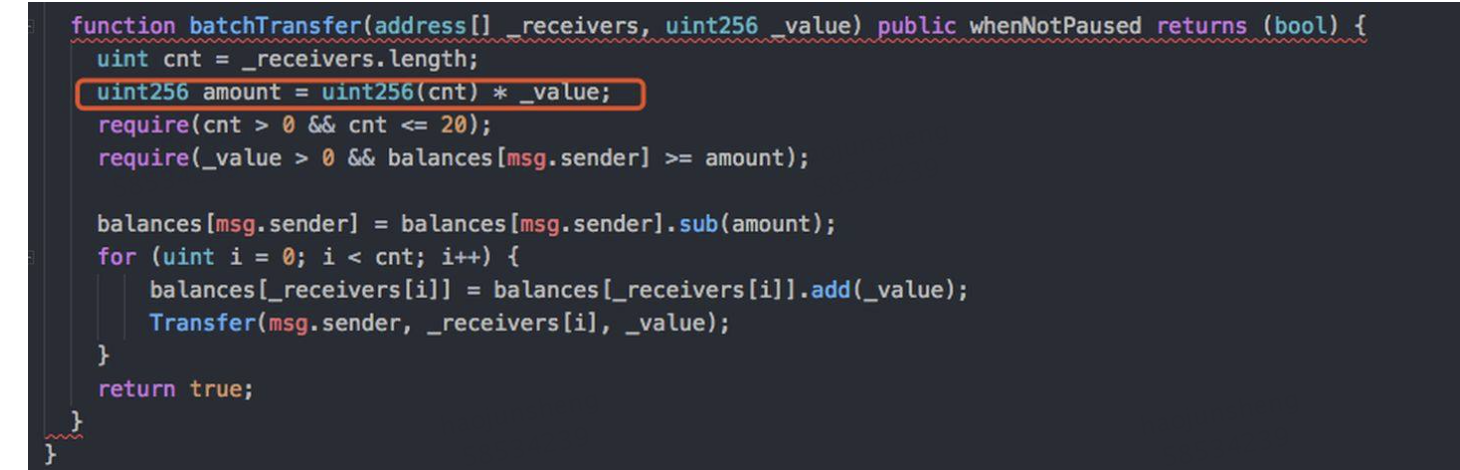 function batchTransfer(address[] _receivers, uint256 _value) public whenNotPaused returns (bool) {
uint cnt = _receivers.length;
uint256 amount = uint256(cnt) * _value;
require(cnt > 0 && cnt <= 20);
require(_value > 0 && balances[msg.sender] >= amount);
balances[msg.sender] = balances[msg.sender].sub(amount);
for (uint i = 0; i < cnt; i++) {
balances[_receivers[i]] = balances[_receivers[i]].add(_value);
Transfer(msg.sender, _receivers[i], _value);
}
return true;
}
}